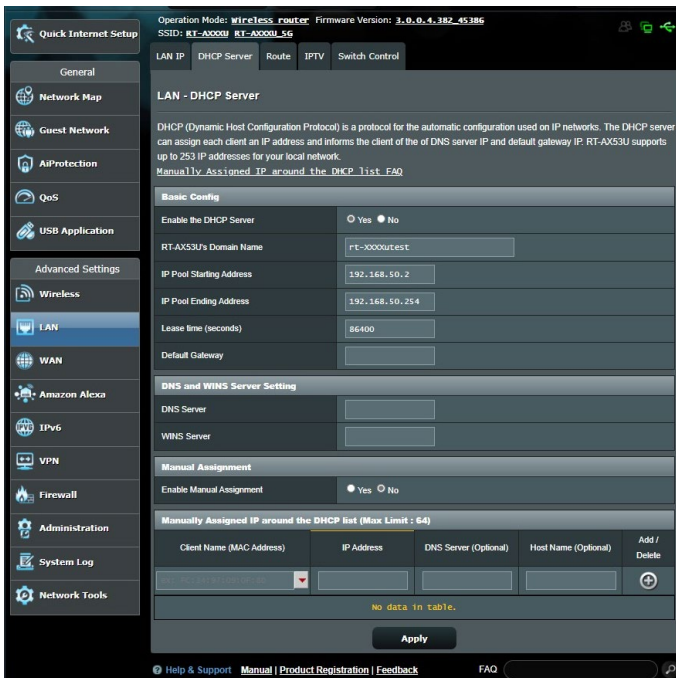 Operation Mode: Wireless router Firmware Version: 3.0.0.4.382_45386
SSID: RT-AXXXU RT-AXXXU_5G
Quick Internet Setup
General
Network Map
Guest Network
AiProtection
QoS
USB Application
Advanced Settings
Wireless
LAN
WAN
Amazon Alexa
IPv6
VPN
Firewall
Administration
System Log
Network Tools
LAN IP DHCP Server Route IPTV Switch Control
LAN - DHCP Server
DHCP (Dynamic Host Configuration Protocol) is a protocol for the automatic configuration used on IP networks. The DHCP server
can assign each client an IP address and informs the client of the of DNS server IP and default gateway IP. RT-AX53U supports
up to 253 IP addresses for your local network.
Manually Assigned IP around the DHCP list FAQ
Basic Config
Enable the DHCP Server Yes No
RT-AX53U's Domain Name rt-XXXXutest
IP Pool Starting Address 192.168.50.2
IP Pool Ending Address 192.168.50.254
Lease time (seconds) 86400
Default Gateway
DNS and WINS Server Setting
DNS Server
WINS Server
Manual Assignment
Enable Manual Assignment Yes No
Manually Assigned IP around the DHCP list (Max Limit : 64)
Client Name (MAC Address) IP Address DNS Server (Optional) Host Name (Optional) Add / Delete
No data in table.
Apply
Help & Support Manual | Product Registration | Feedback FAQ